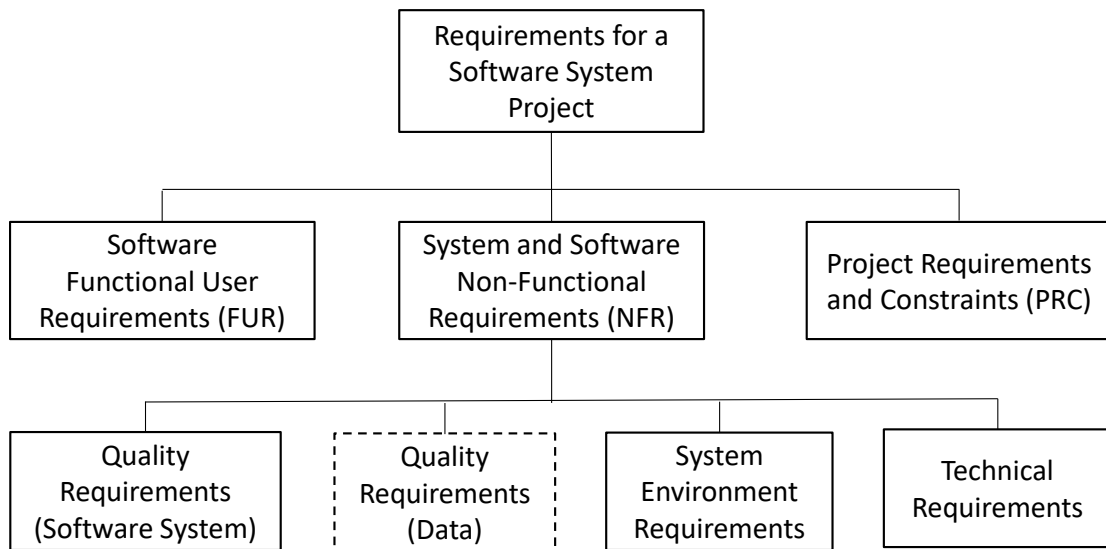 Requirements for a
Software System
Project
Software
Functional User
Requirements (FUR)
System and Software
Non-Functional
Requirements (NFR)
Project Requirements
and Constraints (PRC)
Quality
Requirements
(Software System)
Quality
Requirements
(Data)
System
Environment
Requirements
Technical
Requirements